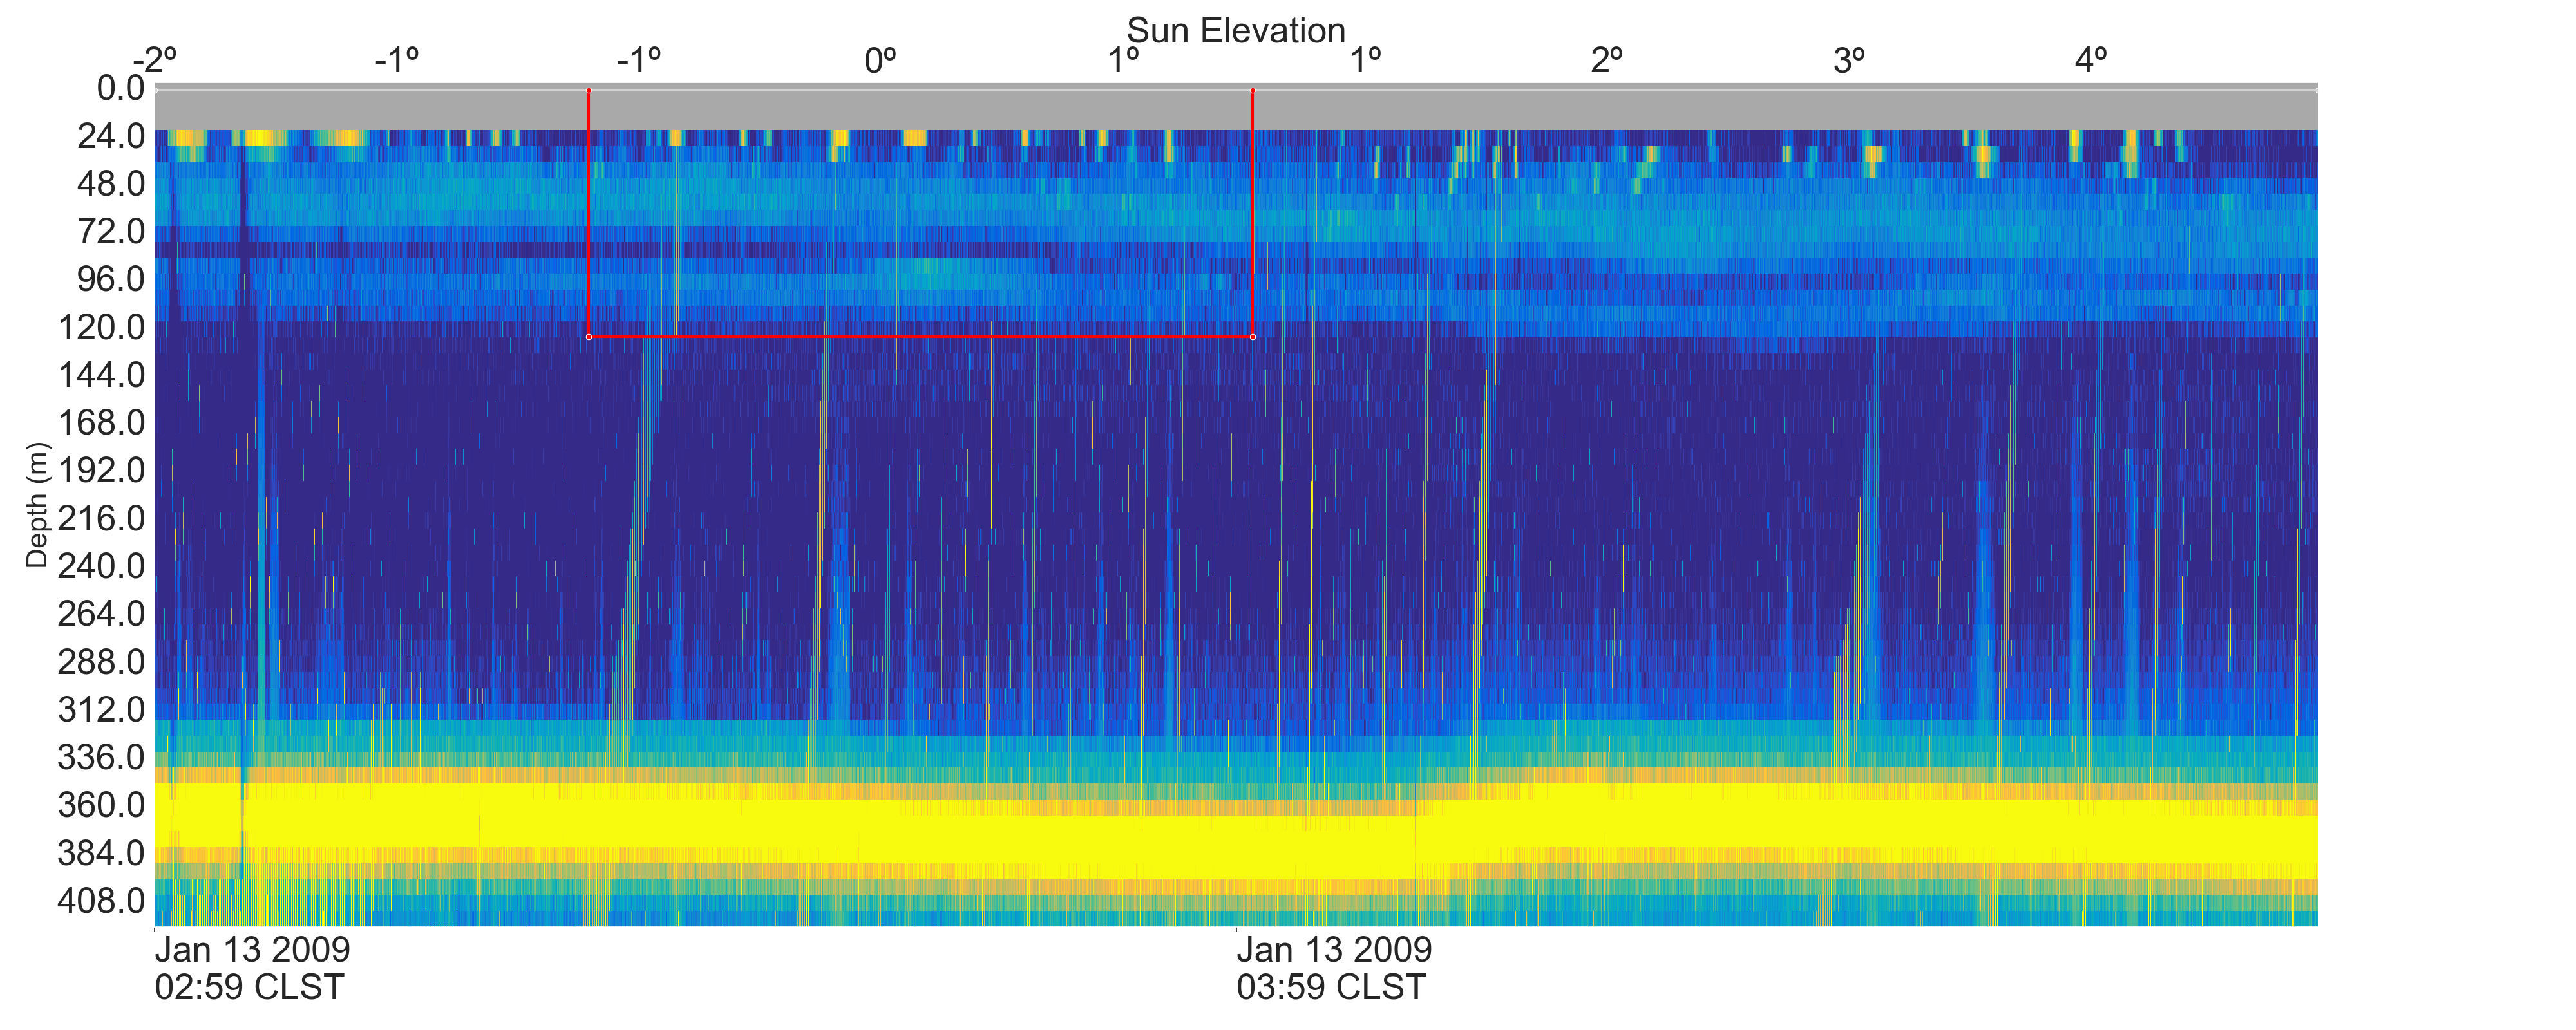 Sun Elevation
-2º -1º -1º 0º 1º 1º 2º 3º 4º
0.0
24.0
48.0
72.0
96.0
120.0
144.0
168.0
192.0
216.0
240.0
264.0
288.0
312.0
336.0
360.0
384.0
408.0
Depth (m)
Jan 13 2009
02:59 CLST
Jan 13 2009
03:59 CLST